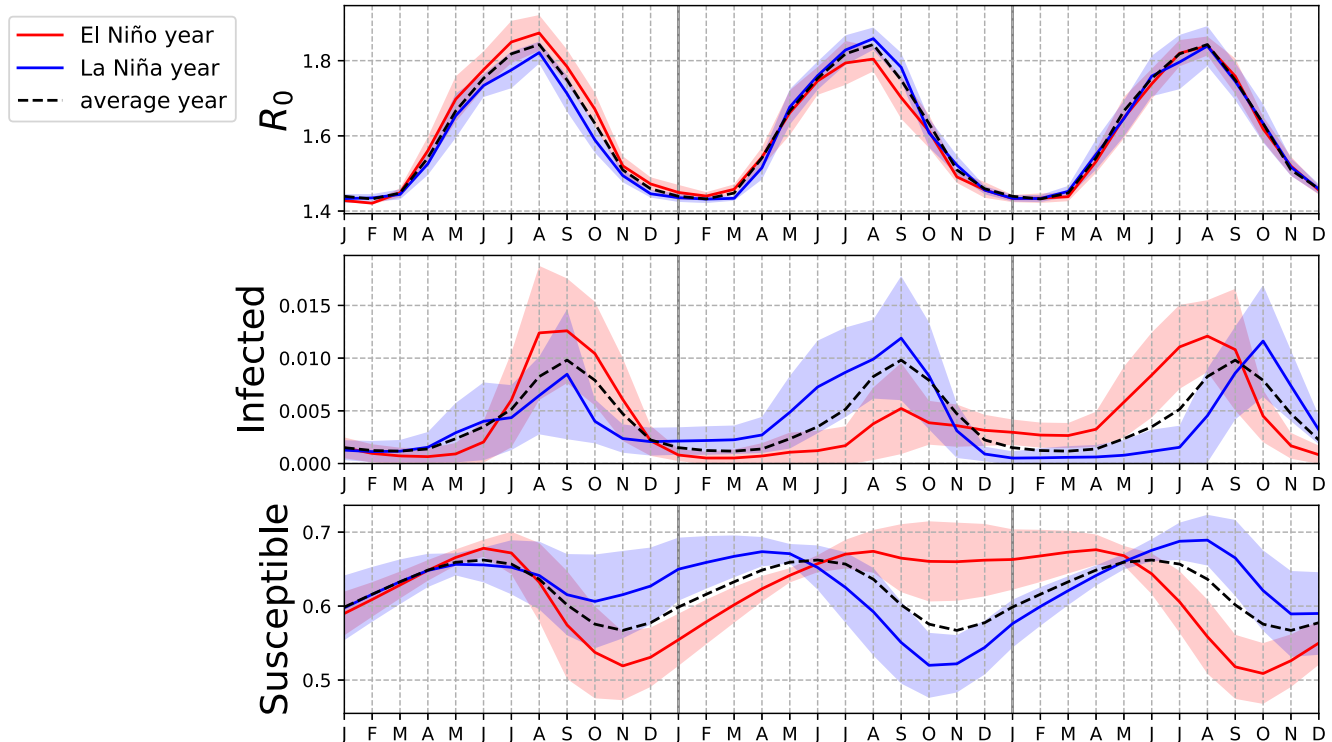 El Niño year
La Niña year
average year
R0
1.8
1.6
1.4
J F M A M J J A S O N D J F M A M J J A S O N D J F M A M J J A S O N D
Infected
0.015
0.010
0.005
0.000
J F M A M J J A S O N D J F M A M J J A S O N D J F M A M J J A S O N D
Susceptible
0.7
0.6
0.5
J F M A M J J A S O N D J F M A M J J A S O N D J F M A M J J A S O N D